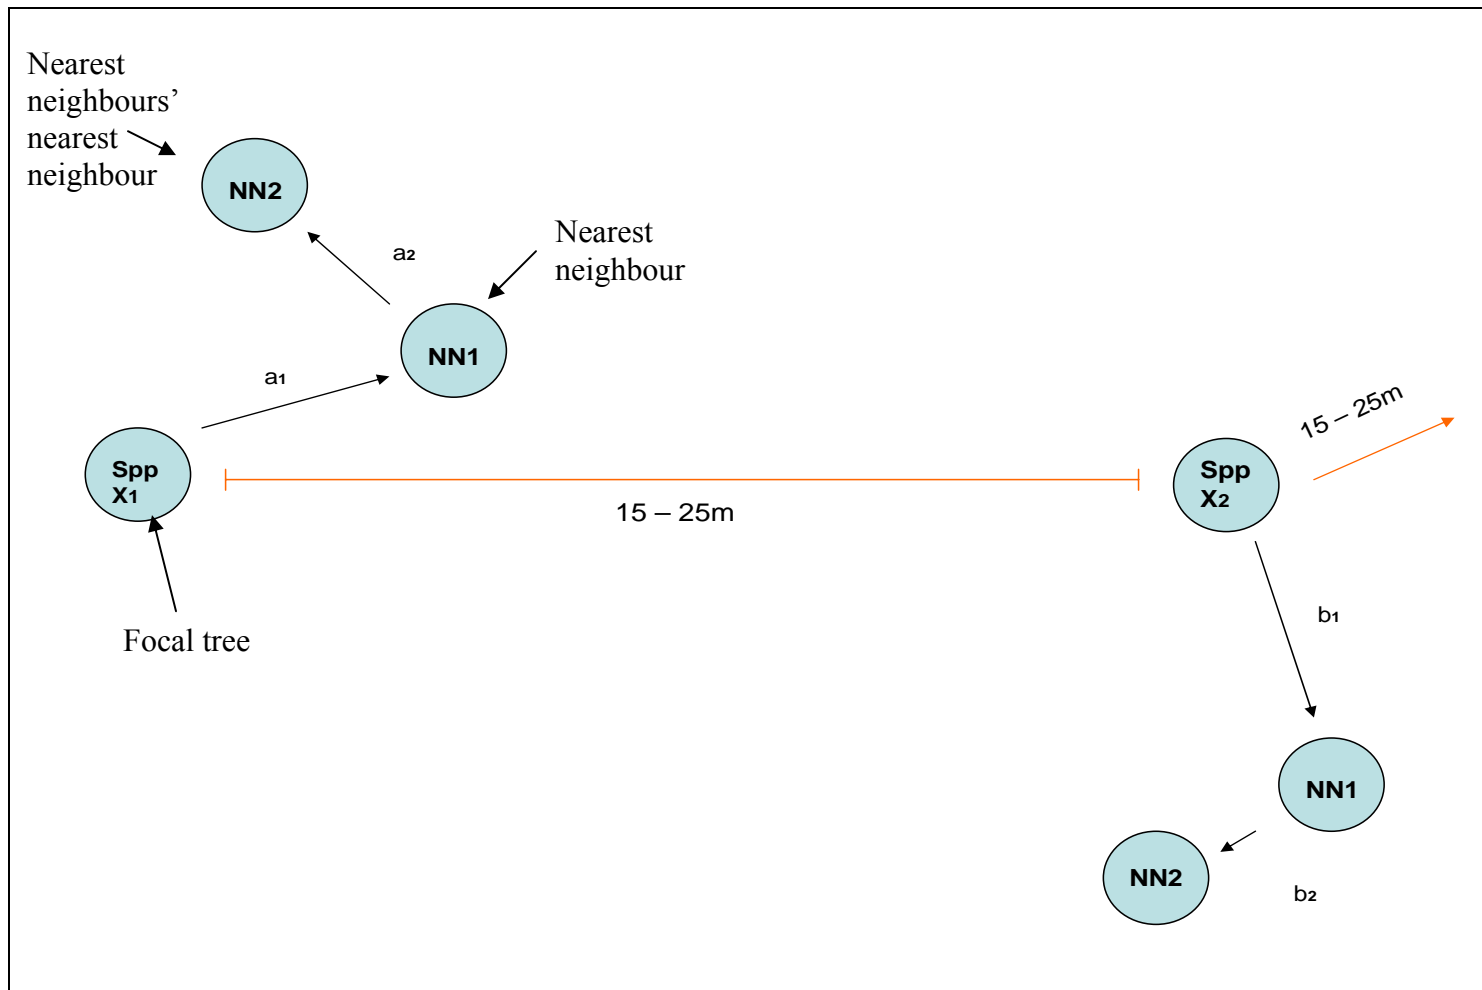 Nearest
neighbours’
nearest
neighbour
NN2
a2
Nearest
neighbour
NN1
a1
Spp
X1
15 – 25m
Spp
X2
15 – 25m
Focal tree
b1
NN1
NN2
b2